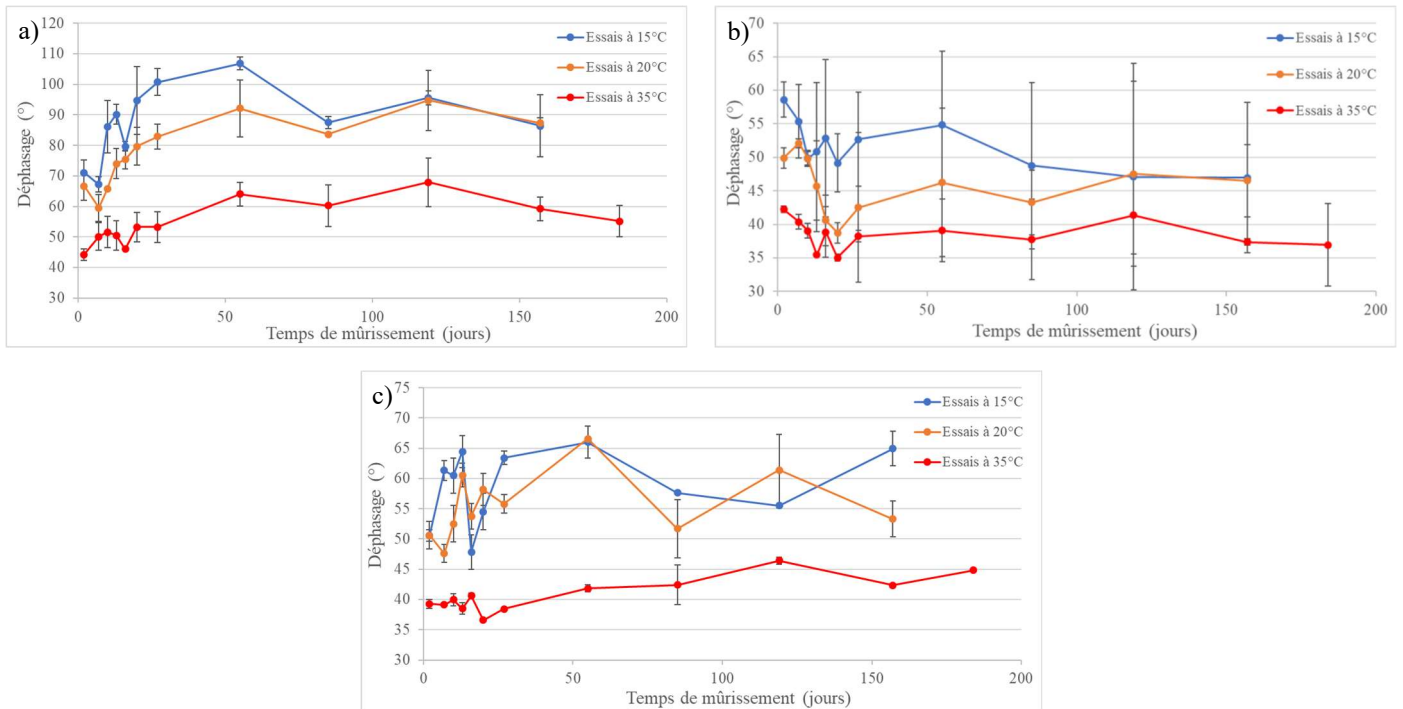 a)
Déphasage (°)
120
110
100
90
80
70
60
50
40
30
0
50
100
150
200
Temps de mûrissement (jours)
Essais à 15°C
Essais à 20°C
Essais à 35°C
b)
Déphasage (°)
70
65
60
55
50
45
40
35
30
0
50
100
150
200
Temps de mûrissement (jours)
Essais à 15°C
Essais à 20°C
Essais à 35°C
c)
Déphasage (°)
75
70
65
60
55
50
45
40
35
30
0
50
100
150
200
Temps de mûrissement (jours)
Essais à 15°C
Essais à 20°C
Essais à 35°C